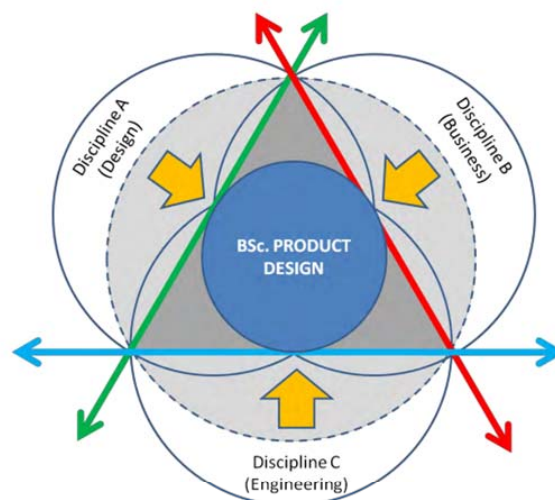 Discipline A
(Design)
Discipline B
(Business)
BSc. PRODUCT
DESIGN
Discipline C
(Engineering)